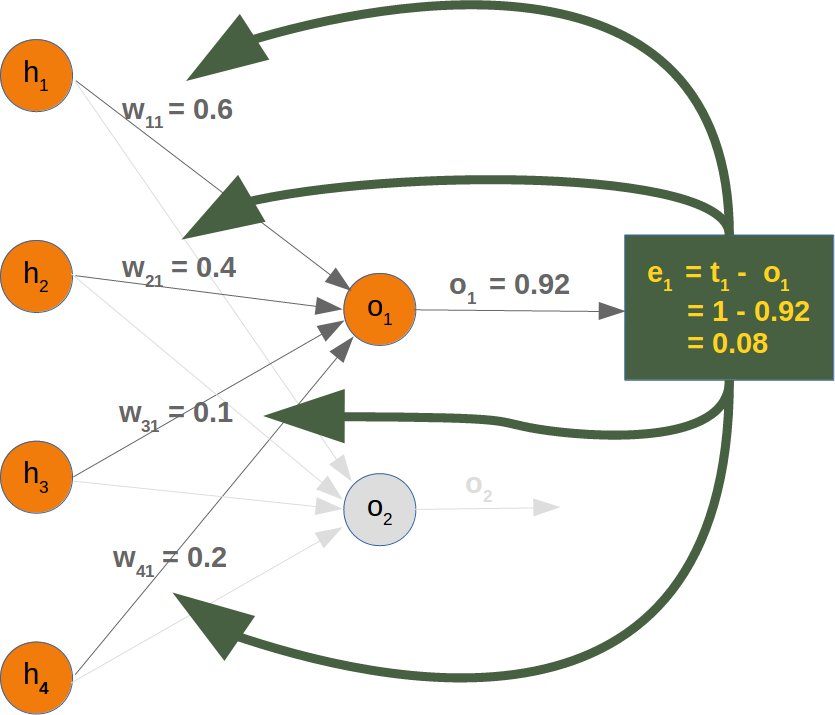 h1
w11 = 0.6
h2
w21 = 0.4
o1
o1 = 0.92
e1 = t1 - o1
= 1 - 0.92
= 0.08
w31 = 0.1
h3
o2
o2
w41 = 0.2
h4